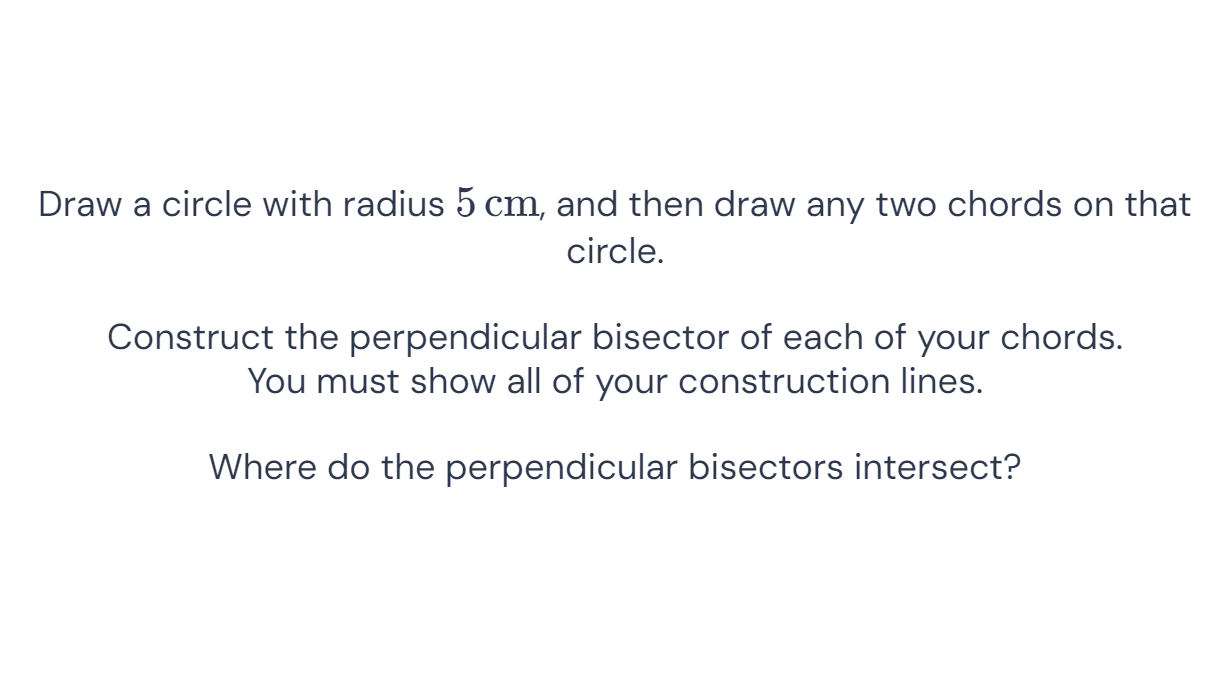 Draw a circle with radius 5 cm, and then draw any two chords on that
circle.
Construct the perpendicular bisector of each of your chords.
You must show all of your construction lines.
Where do the perpendicular bisectors intersect?